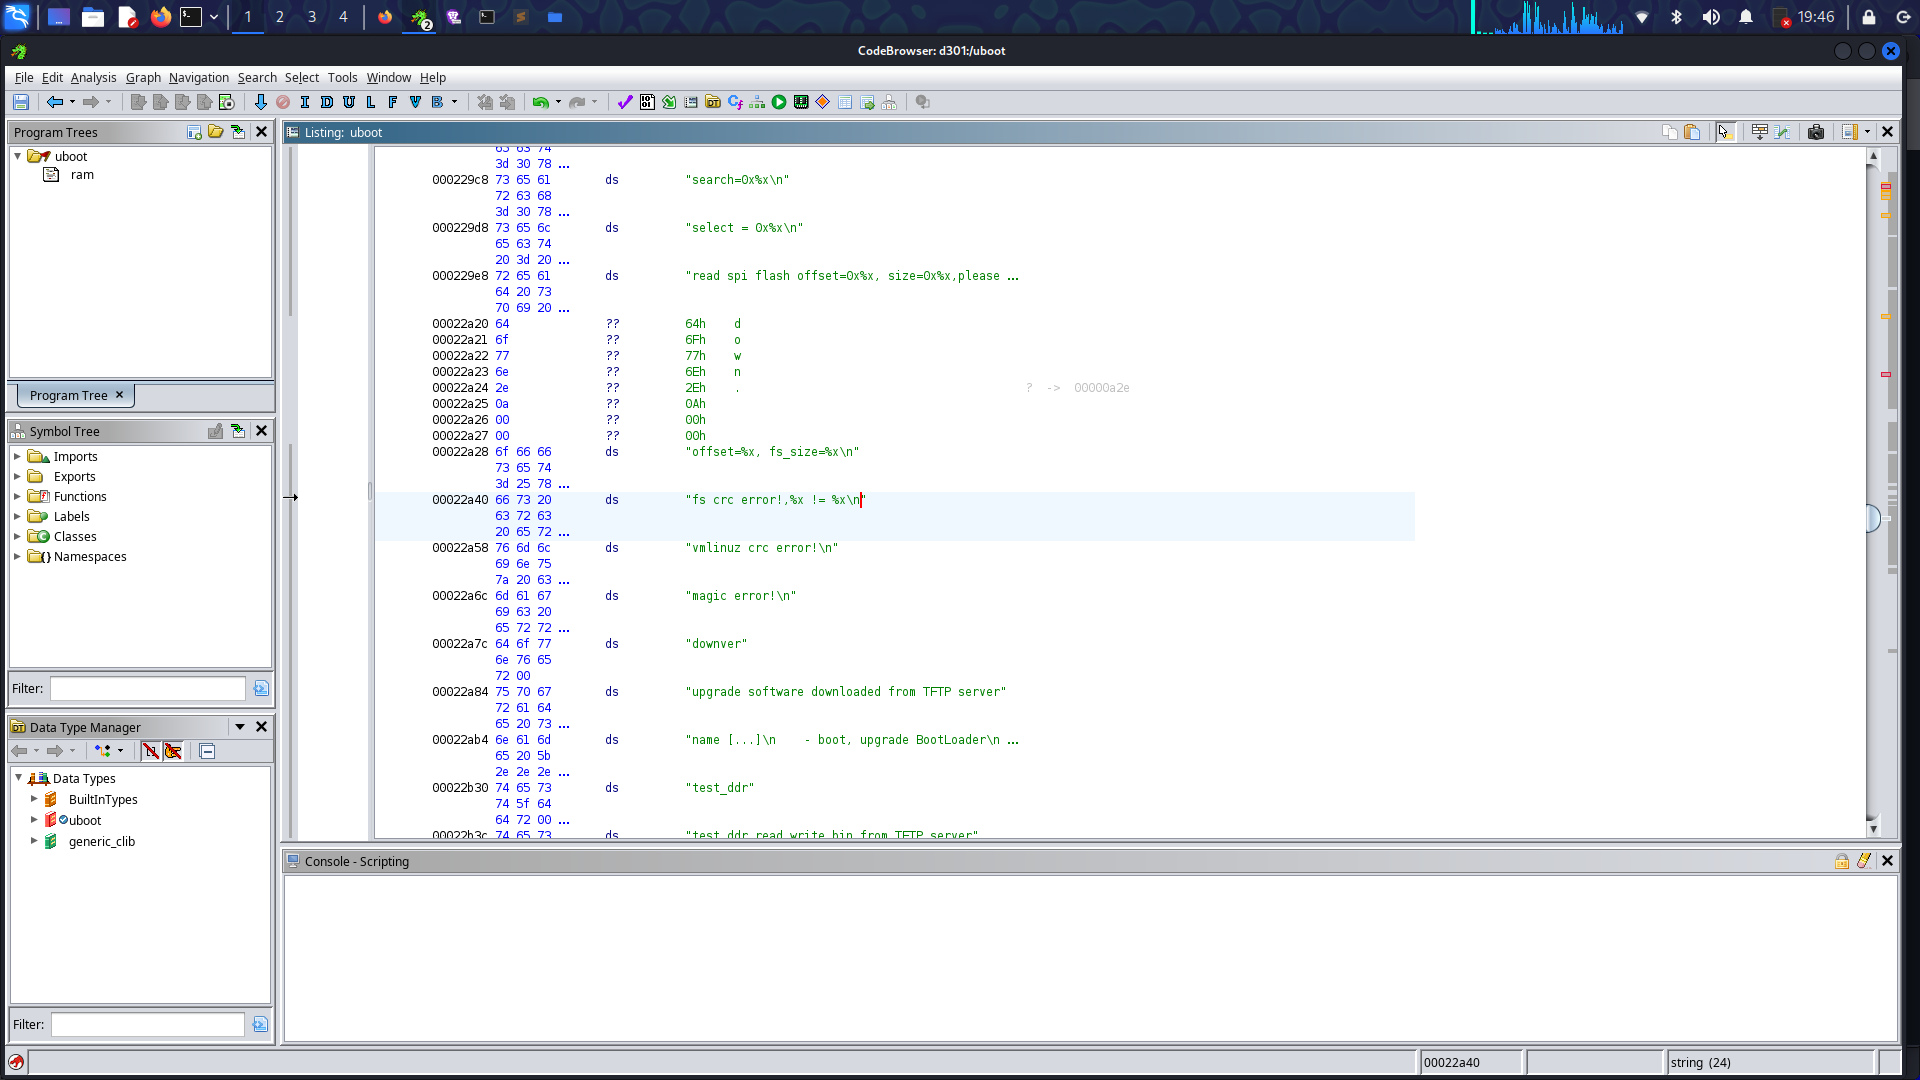 1 2 3 4 2 19:46
CodeBrowser: d301:/uboot
File Edit Analysis Graph Navigation Search Select Tools Window Help
I D U L F V B
Program Trees
uboot
ram
Program Tree ×
Symbol Tree
Imports
Exports
Functions
Labels
Classes
Namespaces
Filter:
Data Type Manager
Data Types
BuiltInTypes
uboot
generic_clib
Filter:
Listing: uboot
65 63 74
3d 30 78 ...
000229c8 73 65 61 ds "search=0x%x\n"
72 63 68
3d 30 78 ...
000229d8 73 65 6c ds "select = 0x%x\n"
65 63 74
20 3d 20 ...
000229e8 72 65 61 ds "read spi flash offset=0x%x, size=0x%x,please ...
64 20 73
70 69 20 ...
00022a20 64 ?? 64h d
00022a21 6f ?? 6Fh o
00022a22 77 ?? 77h w
00022a23 6e ?? 6Eh n
00022a24 2e ?? 2Eh . ? -> 00000a2e
00022a25 0a ?? 0Ah
00022a26 00 ?? 00h
00022a27 00 ?? 00h
00022a28 6f 66 66 ds "offset=%x, fs_size=%x\n"
73 65 74
3d 25 78 ...
00022a40 66 73 20 ds "fs crc error!,%x != %x\n"
63 72 63
20 65 72 ...
00022a58 76 6d 6c ds "vmlinuz crc error!\n"
69 6e 75
7a 20 63 ...
00022a6c 6d 61 67 ds "magic error!\n"
69 63 20
65 72 72 ...
00022a7c 64 6f 77 ds "downver"
6e 76 65
72 00
00022a84 75 70 67 ds "upgrade software downloaded from TFTP server"
72 61 64
65 20 73 ...
00022ab4 6e 61 6d ds "name [...]\n    - boot, upgrade BootLoader\n ...
65 20 5b
2e 2e 2e ...
00022b30 74 65 73 ds "test_ddr"
74 5f 64
64 72 00 ...
00022b3c 74 65 73 ds "test ddr read write bin from TFTP server"
Console - Scripting
00022a40 string (24)